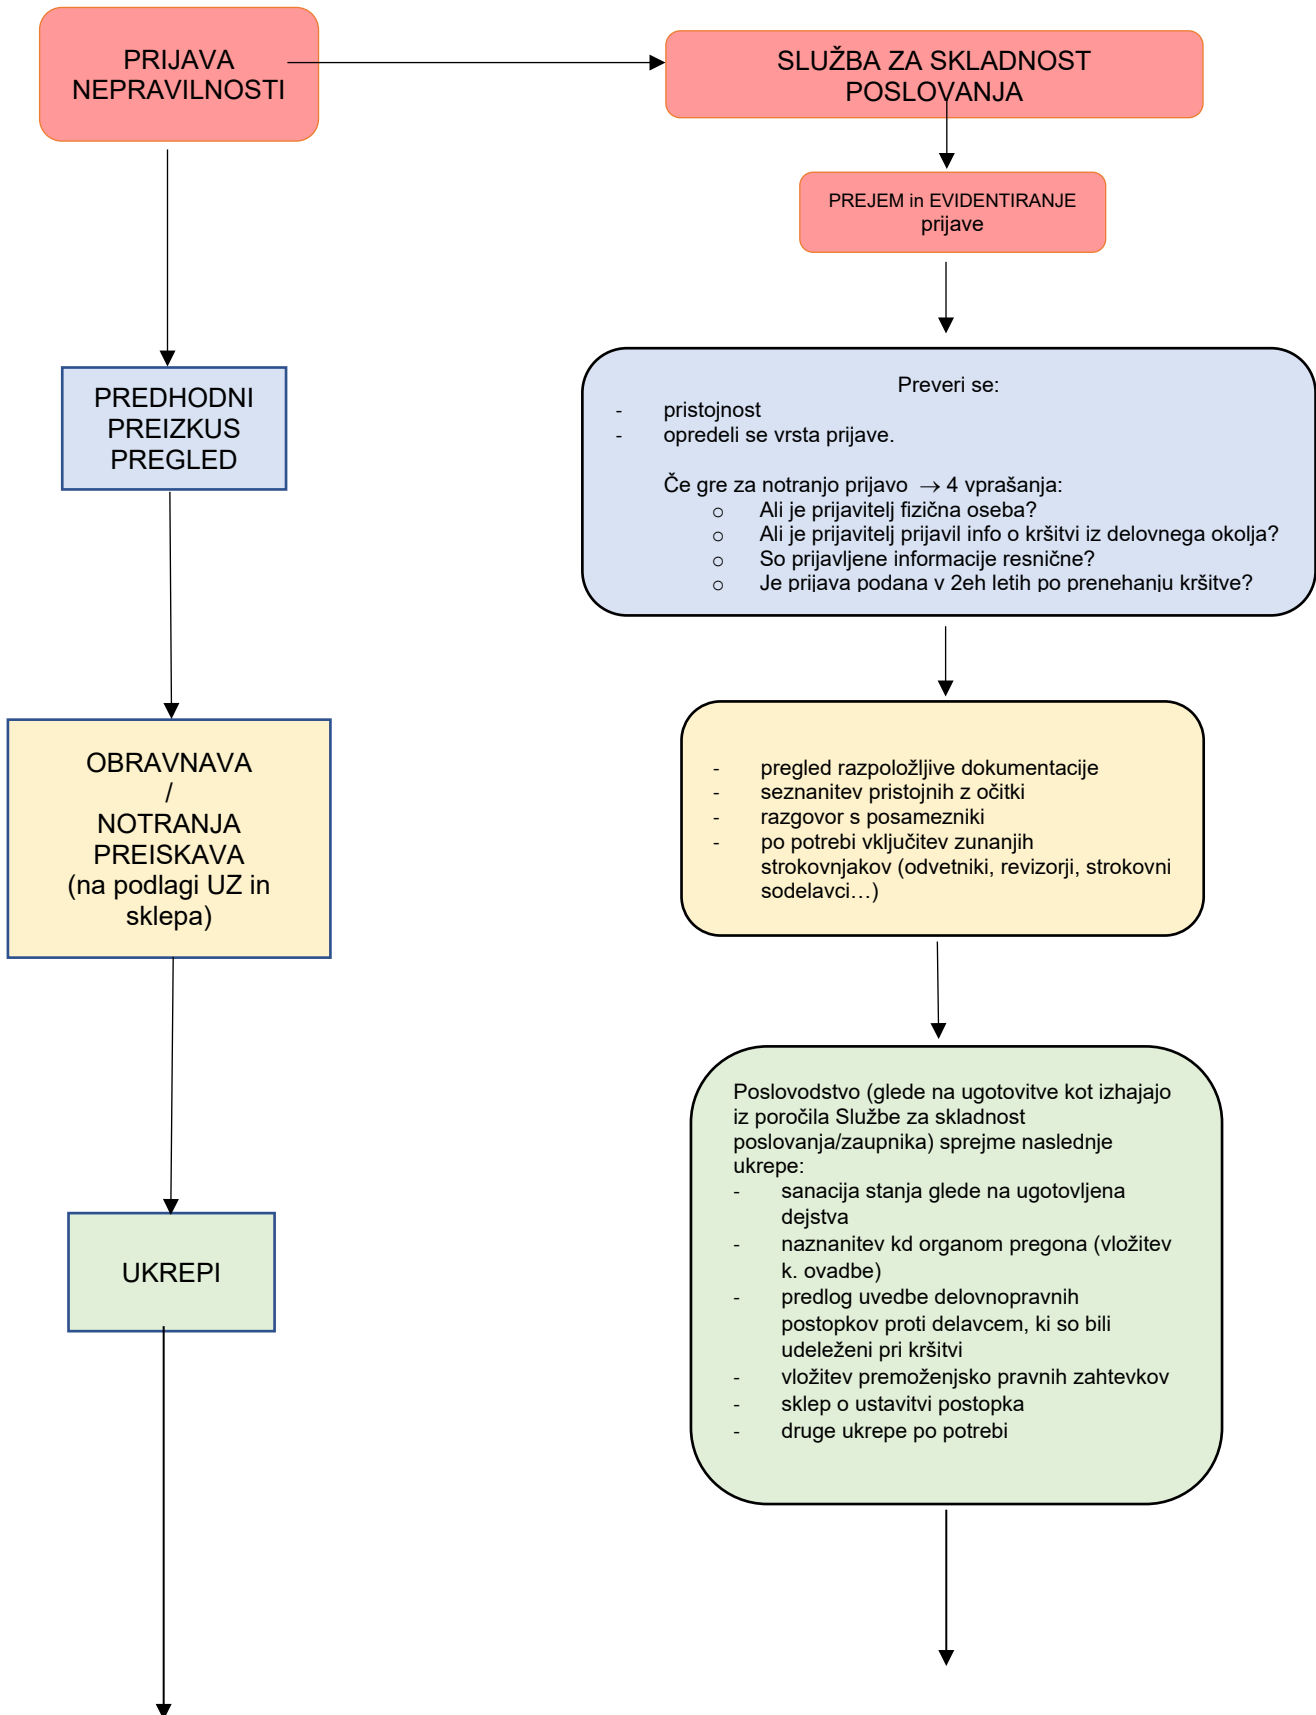 PRIJAVA
NEPRAVILNOSTI
SLUŽBA ZA SKLADNOST
POSLOVANJA
PREJEM in EVIDENTIRANJE
prijave
PREDHODNI
PREIZKUS
PREGLED
Preveri se:
- pristojnost
- opredeli se vrsta prijave.
Če gre za notranjo prijavo → 4 vprašanja:
o Ali je prijavitelj fizična oseba?
o Ali je prijavitelj prijavil info o kršitvi iz delovnega okolja?
o So prijavljene informacije resnične?
o Je prijava podana v 2eh letih po prenehanju kršitve?
OBRAVNAVA
/
NOTRANJA
PREISKAVA
(na podlagi UZ in
sklepa)
- pregled razpoložljive dokumentacije
- seznanitev pristojnih z očitki
- razgovor s posamezniki
- po potrebi vključitev zunanjih
strokovnjakov (odvetniki, revizorji, strokovni
sodelavci…)
UKREPI
Poslovodstvo (glede na ugotovitve kot izhajajo
iz poročila Službe za skladnost
poslovanja/zaupnika) sprejme naslednje
ukrepe:
- sanacija stanja glede na ugotovljena
dejstva
- naznanitev kd organom pregona (vložitev
k. ovadbe)
- predlog uvedbe delovnopravnih
postopkov proti delavcem, ki so bili
udeleženi pri kršitvi
- vložitev premoženjsko pravnih zahtevkov
- sklep o ustavitvi postopka
- druge ukrepe po potrebi